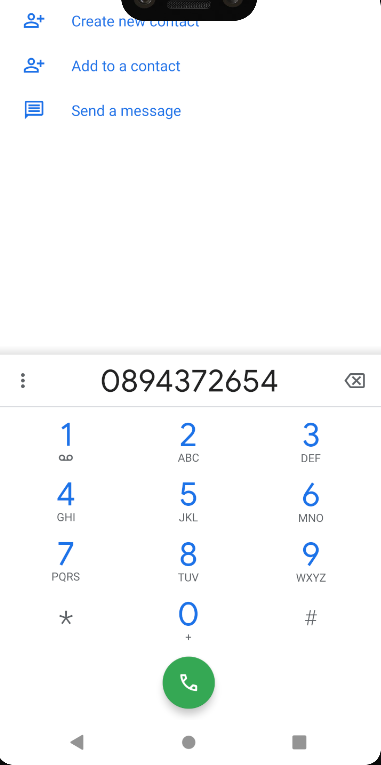 Create new contact
Add to a contact
Send a message
0894372654
1 2 3
ABC DEF
4 5 6
GHI JKL MNO
7 8 9
PQRS TUV WXYZ
* 0 #
+